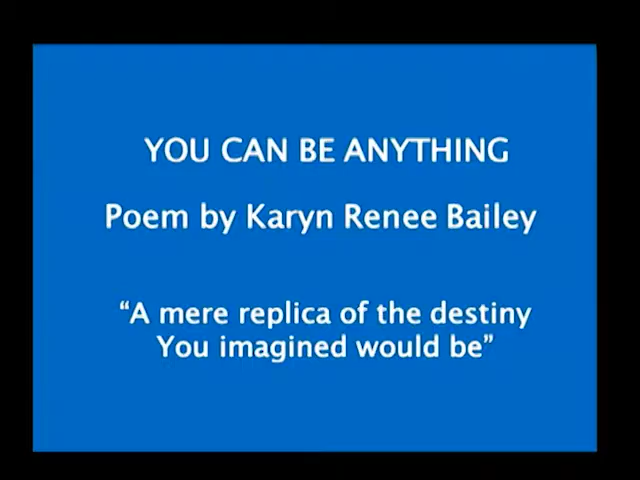 YOU CAN BE ANYTHING
Poem by Karyn Renee Bailey
“A mere replica of the destiny
You imagined would be”